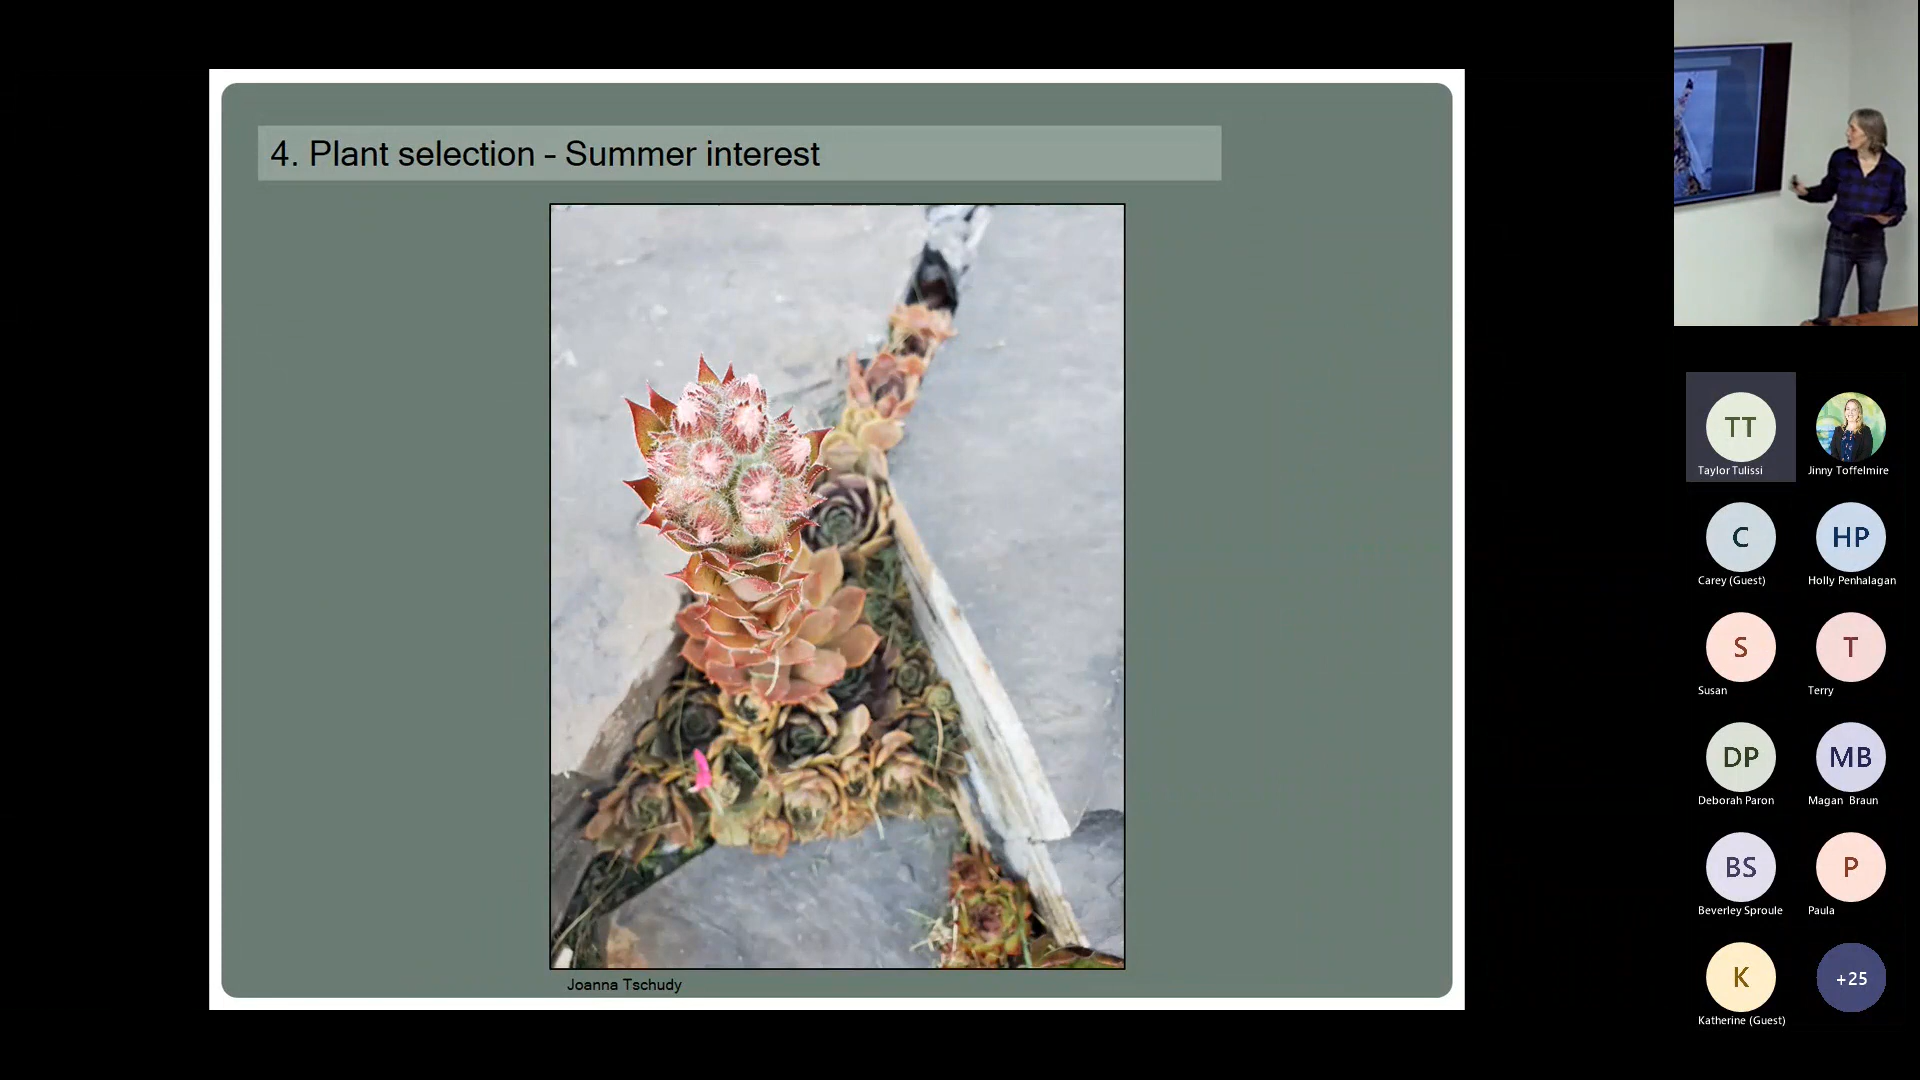 4. Plant selection - Summer interest
Joanna Tschudy
TT
Taylor Tulissi
Jinny Toffelmire
C
Carey (Guest)
HP
Holly Penhalagan
S
Susan
T
Terry
DP
Deborah Paron
MB
Magan Braun
BS
Beverley Sproule
P
Paula
K
Katherine (Guest)
+25